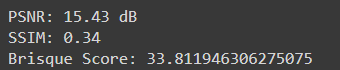 PSNR: 15.43 dB
SSIM: 0.34
Brisque Score: 33.811946306275075